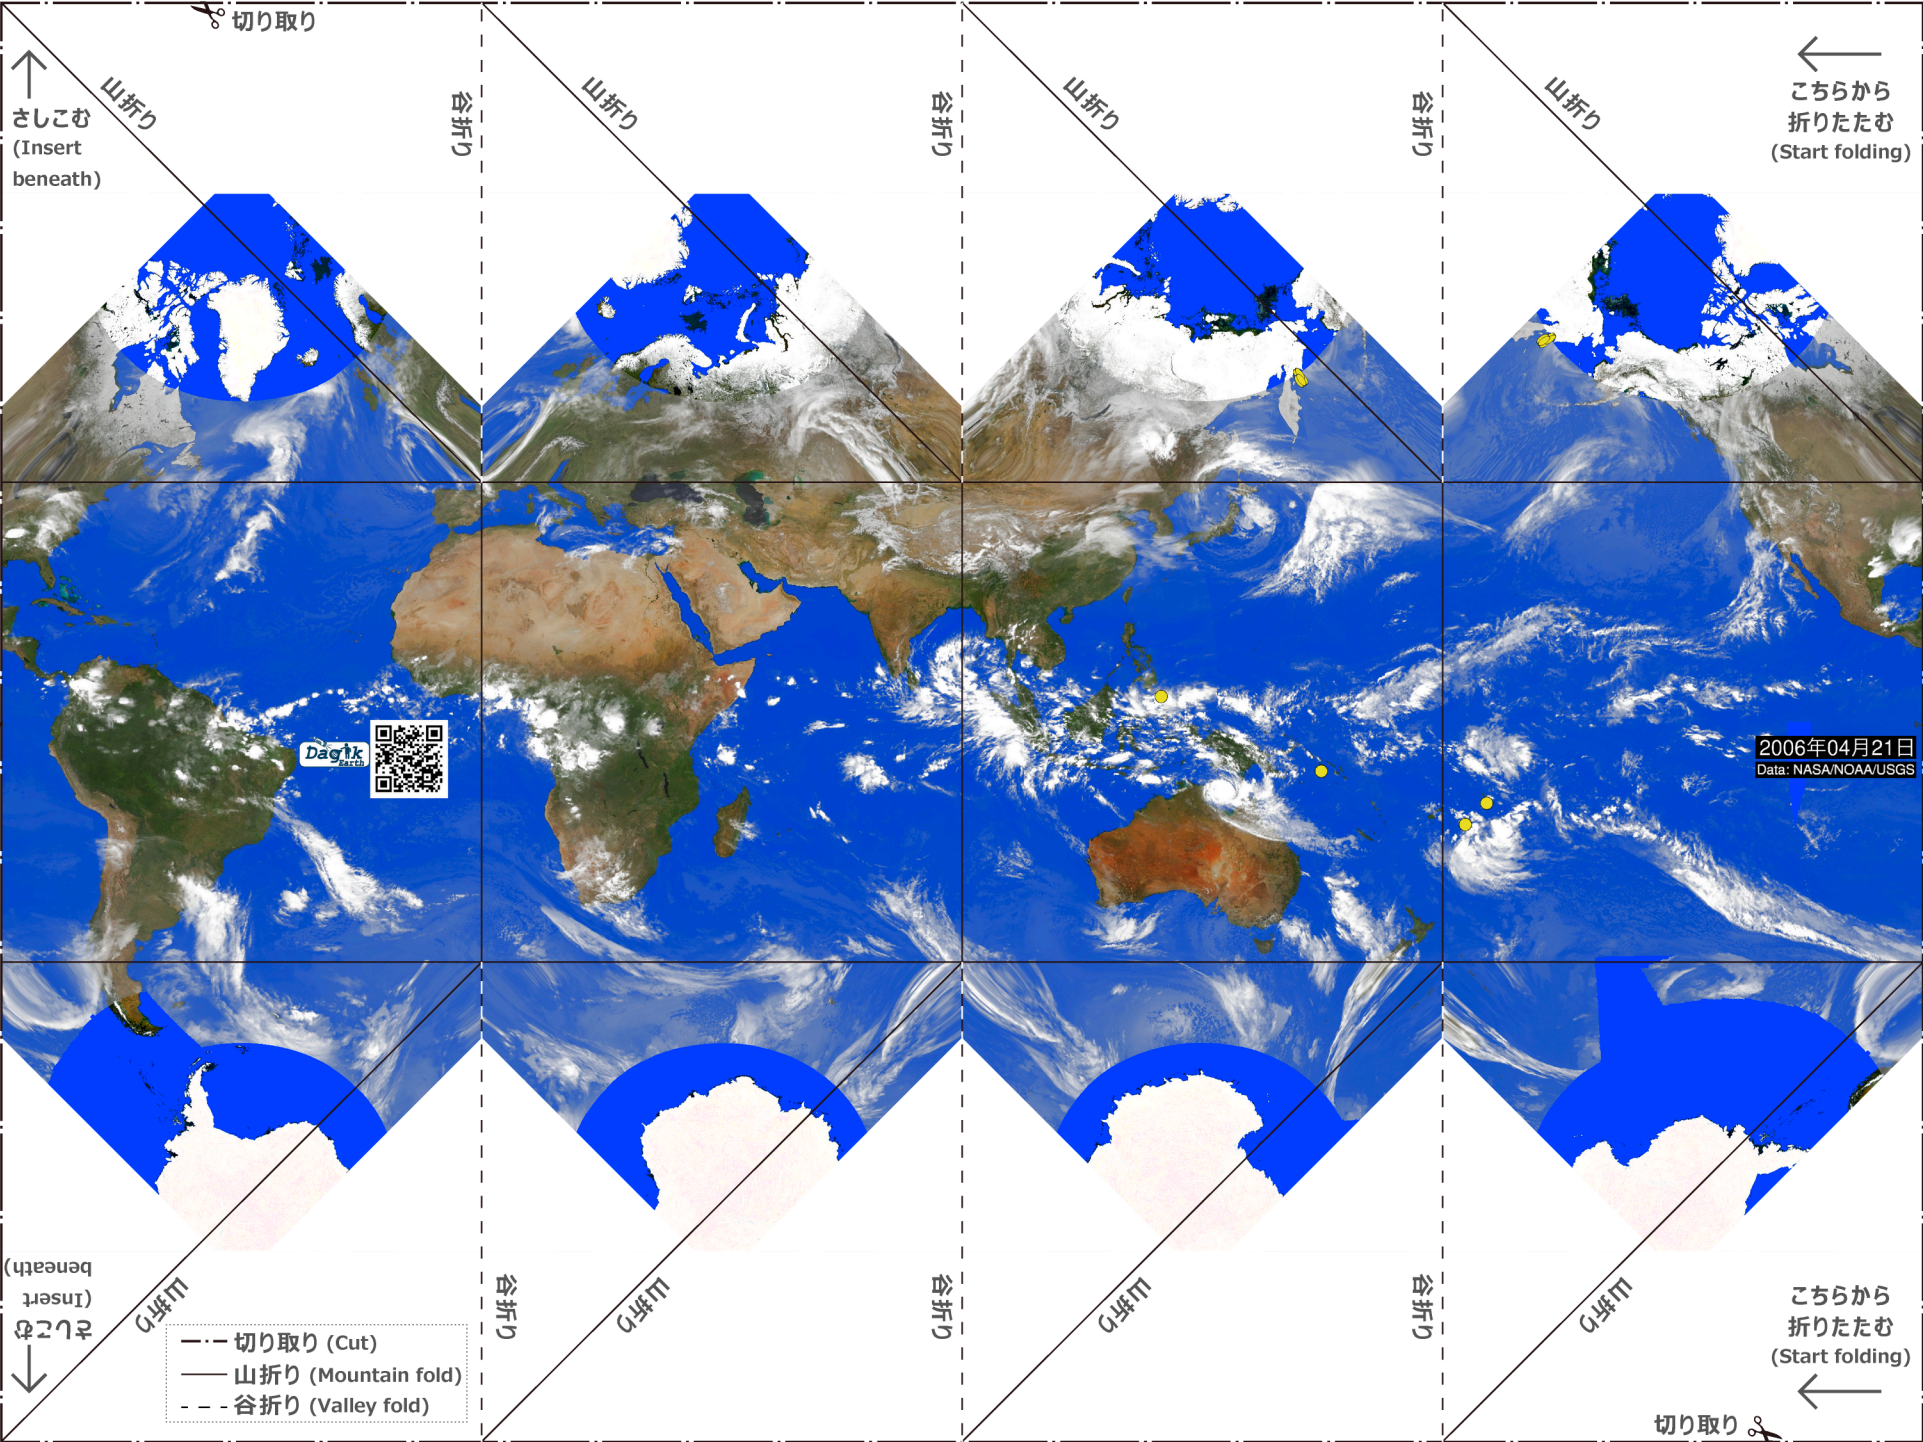 切り取り
さしこむ
(Insert
beneath)
山折り
谷折り
山折り
谷折り
山折り
谷折り
山折り
こちらから
折りたたむ
(Start folding)
Dagik
Earth
2006年04月21日
Data: NASA/NOAA/USGS
さしこむ
(Insert
beneath)
山折り
谷折り
山折り
谷折り
山折り
谷折り
山折り
こちらから
折りたたむ
(Start folding)
切り取り (Cut)
山折り (Mountain fold)
谷折り (Valley fold)
切り取り